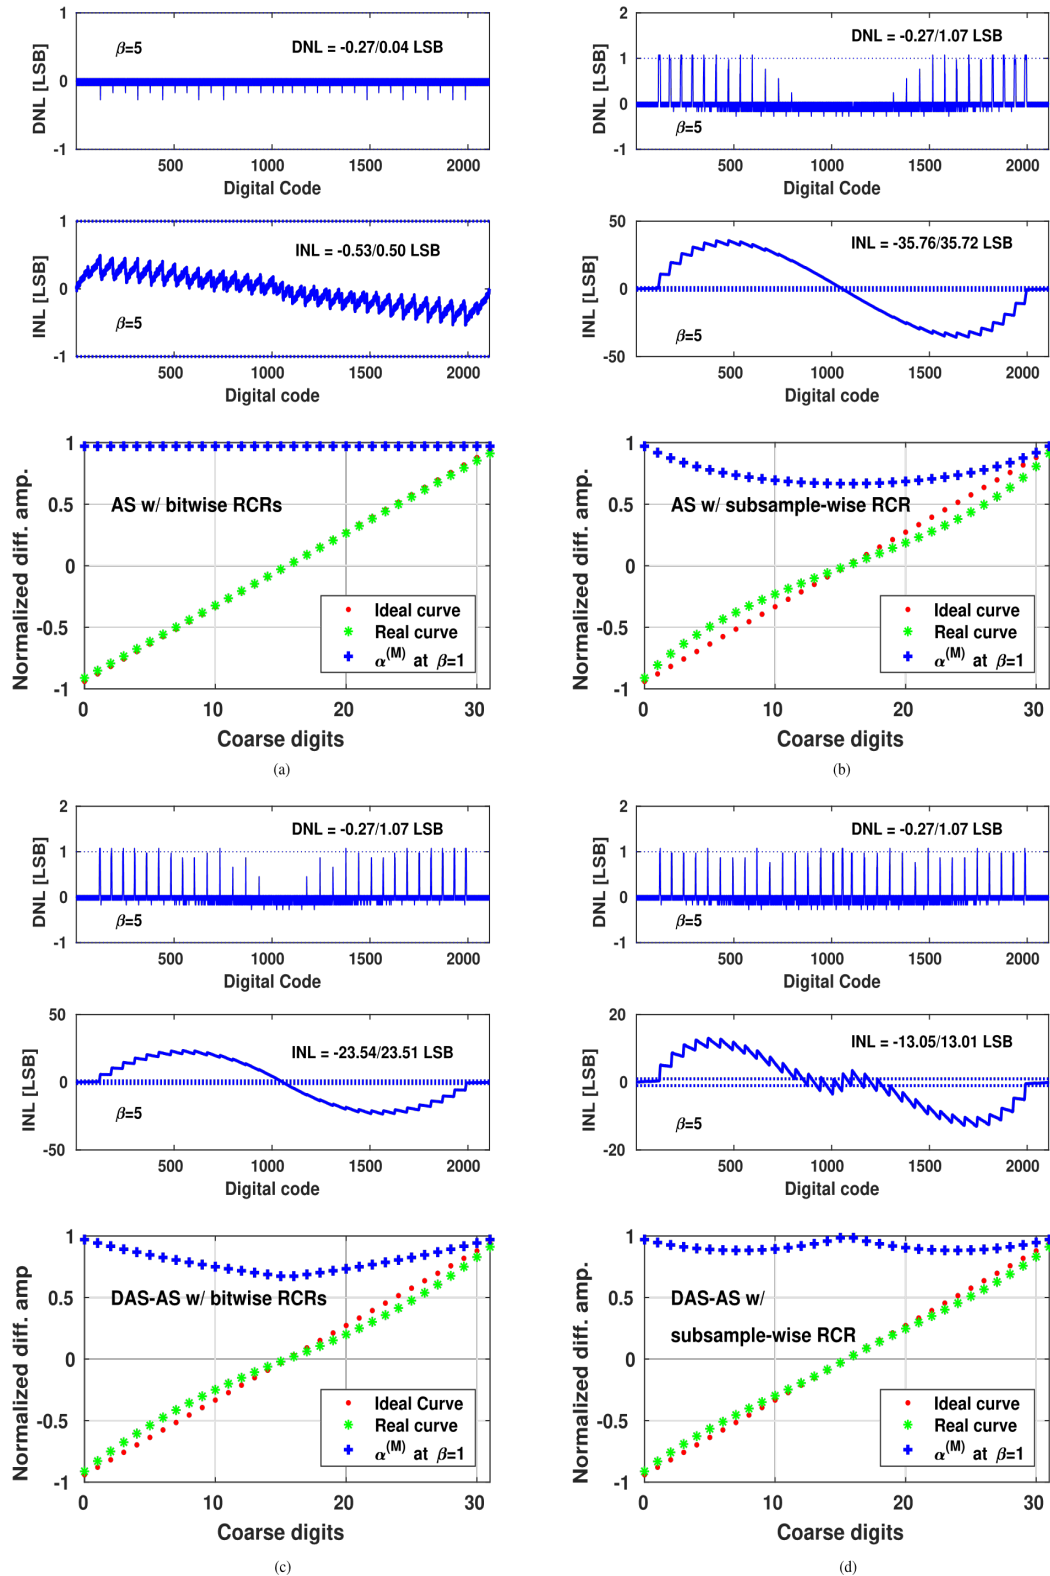 1
β=5
DNL = -0.27/0.04 LSB
DNL [LSB]
0
-1
500 1000 1500 2000
Digital Code
1
INL = -0.53/0.50 LSB
INL [LSB]
0
β=5
-1
500 1000 1500 2000
Digital code
1
0.5
AS w/ bitwise RCRs
Normalized diff. amp.
0
-0.5
-1
Ideal curve
Real curve
α(M) at β=1
0 10 20 30
Coarse digits
(a)
2
DNL = -0.27/1.07 LSB
DNL [LSB]
1
0
β=5
-1
500 1000 1500 2000
Digital Code
50
INL = -35.76/35.72 LSB
INL [LSB]
0
β=5
-50
500 1000 1500 2000
Digital code
1
0.5
AS w/ subsample-wise RCR
Normalized diff. amp.
0
-0.5
-1
Ideal curve
Real curve
α(M) at β=1
0 10 20 30
Coarse digits
(b)
2
DNL = -0.27/1.07 LSB
DNL [LSB]
1
0
β=5
-1
500 1000 1500 2000
Digital Code
50
INL = -23.54/23.51 LSB
INL [LSB]
0
β=5
-50
500 1000 1500 2000
Digital code
1
0.5
DAS-AS w/ bitwise RCRs
Normalized diff. amp
0
-0.5
-1
Ideal Curve
Real curve
α(M) at β=1
0 10 20 30
Coarse digits
(c)
2
DNL = -0.27/1.07 LSB
DNL [LSB]
1
0
β=5
-1
500 1000 1500 2000
Digital Code
20
INL = -13.05/13.01 LSB
INL [LSB]
0
β=5
-20
500 1000 1500 2000
Digital code
1
0.5
DAS-AS w/
subsample-wise RCR
Normalized diff. amp.
0
-0.5
-1
Ideal curve
Real curve
α(M) at β=1
0 10 20 30
Coarse digits
(d)